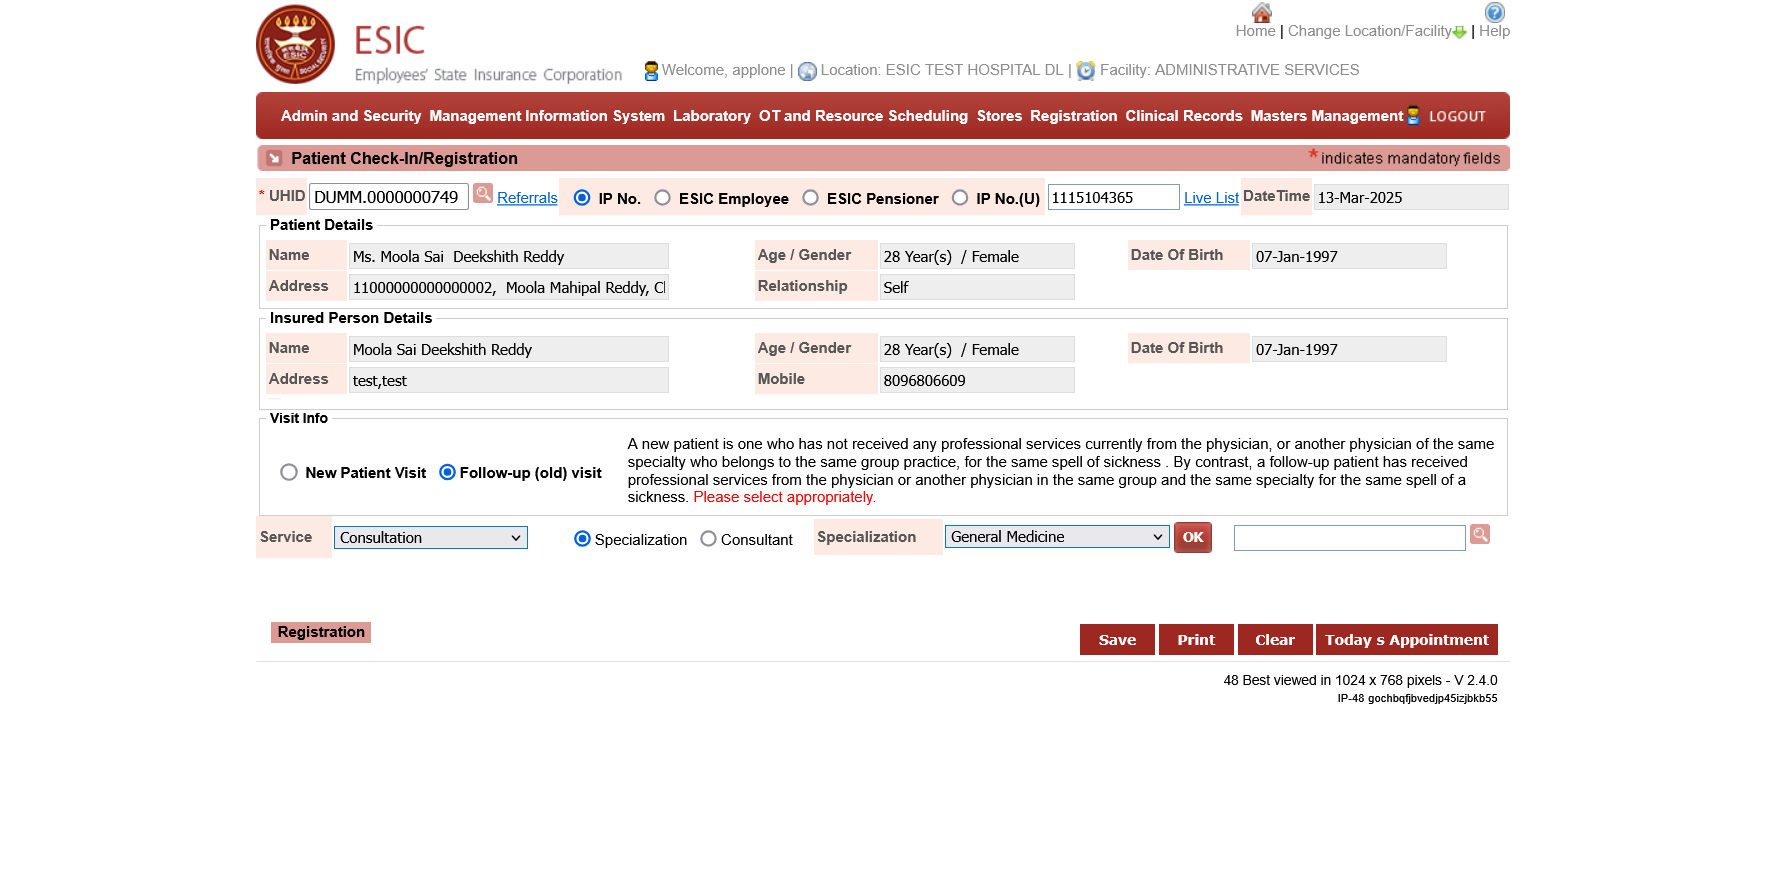 ESIC
Employees' State Insurance Corporation
Home | Change Location/Facility | Help
Welcome, applone | Location: ESIC TEST HOSPITAL DL | Facility: ADMINISTRATIVE SERVICES
Admin and Security Management Information System Laboratory OT and Resource Scheduling Stores Registration Clinical Records Masters Management LOGOUT
Patient Check-In/Registration * indicates mandatory fields
* UHID DUMM.0000000749 Referrals IP No. ESIC Employee ESIC Pensioner IP No.(U) 1115104365 Live List DateTime 13-Mar-2025
Patient Details
Name Ms. Moola Sai  Deekshith Reddy Age / Gender 28 Year(s)  / Female Date Of Birth 07-Jan-1997
Address 11000000000000002,  Moola Mahipal Reddy, Relationship Self
Insured Person Details
Name Moola Sai Deekshith Reddy Age / Gender 28 Year(s)  / Female Date Of Birth 07-Jan-1997
Address test,test Mobile 8096806609
Visit Info
New Patient Visit Follow-up (old) visit
A new patient is one who has not received any professional services currently from the physician, or another physician of the same
specialty who belongs to the same group practice, for the same spell of sickness . By contrast, a follow-up patient has received
professional services from the physician or another physician in the same group and the same specialty for the same spell of a
sickness. Please select appropriately.
Service Consultation Specialization Consultant Specialization General Medicine OK
Registration
Save Print Clear Today s Appointment
48 Best viewed in 1024 x 768 pixels - V 2.4.0
IP-48 gochbqfjbvedjp45izjbkb55